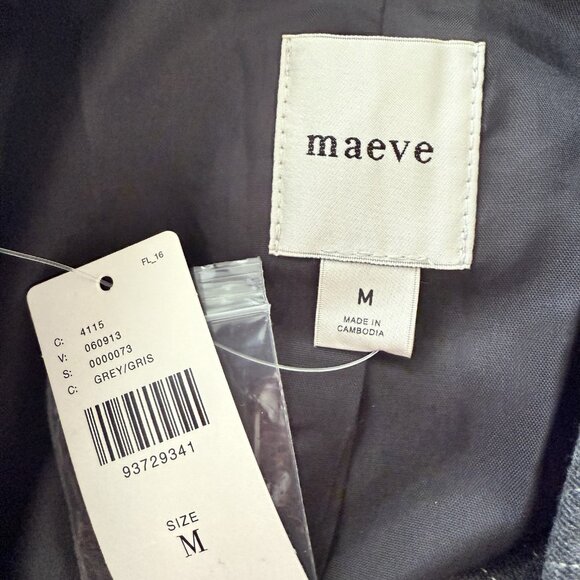 maeve
M
MADE IN
CAMBODIA
FL_16
C: 4115
V: 060913
S: 0000073
C: GREY/GRIS
93729341
SIZE
M